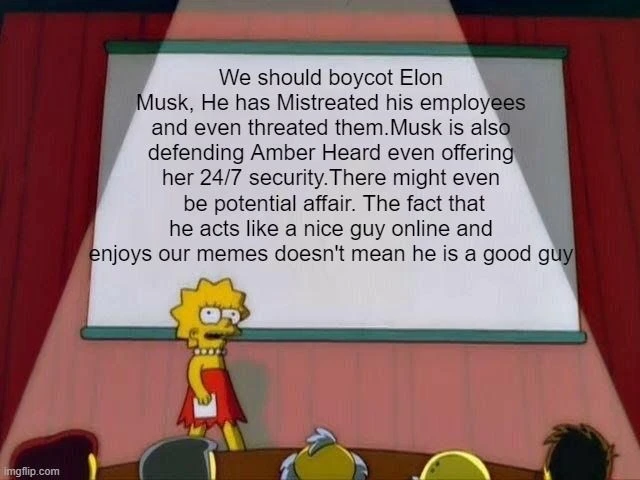 We should boycot Elon
Musk, He has Mistreated his employees
and even threated them.Musk is also
defending Amber Heard even offering
her 24/7 security.There might even
be potential affair. The fact that
he acts like a nice guy online and
enjoys our memes doesn't mean he is a good guy
imgflip.com